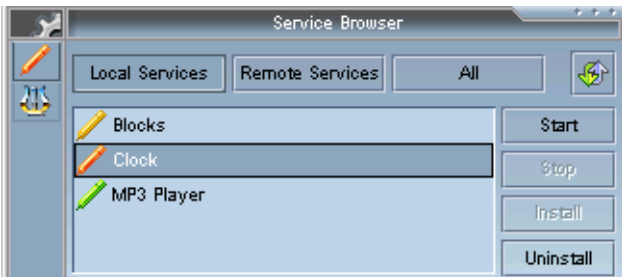 Service Browser
Local Services Remote Services All
Blocks
Clock
MP3 Player
Start
Stop
Install
Uninstall